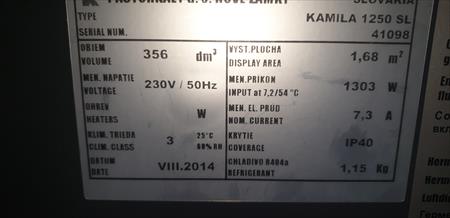 SLOVAKIA
TYPE KAMILA 1250 SL
SERIAL NUM. 41098
OBJEM VÝST.PLOCHA
VOLUME 356 dm³ DISPLAY AREA 1,68 m²
MEN. NAPATIE MEN.PRIKON
VOLTAGE 230V / 50Hz INPUT at 7,2/54 °C 1303 W
OHREV MEN. EL. PRÚD
HEATERS W NOM. CURRENT 7,3 A
KLIM. TRIEDA 25°C KRYTIE
CLIM. CLASS 3 60% RH COVERAGE IP40
DATUM CHLADIVO R404a
DATE VIII.2014 REFRIGERANT 1,15 Kg